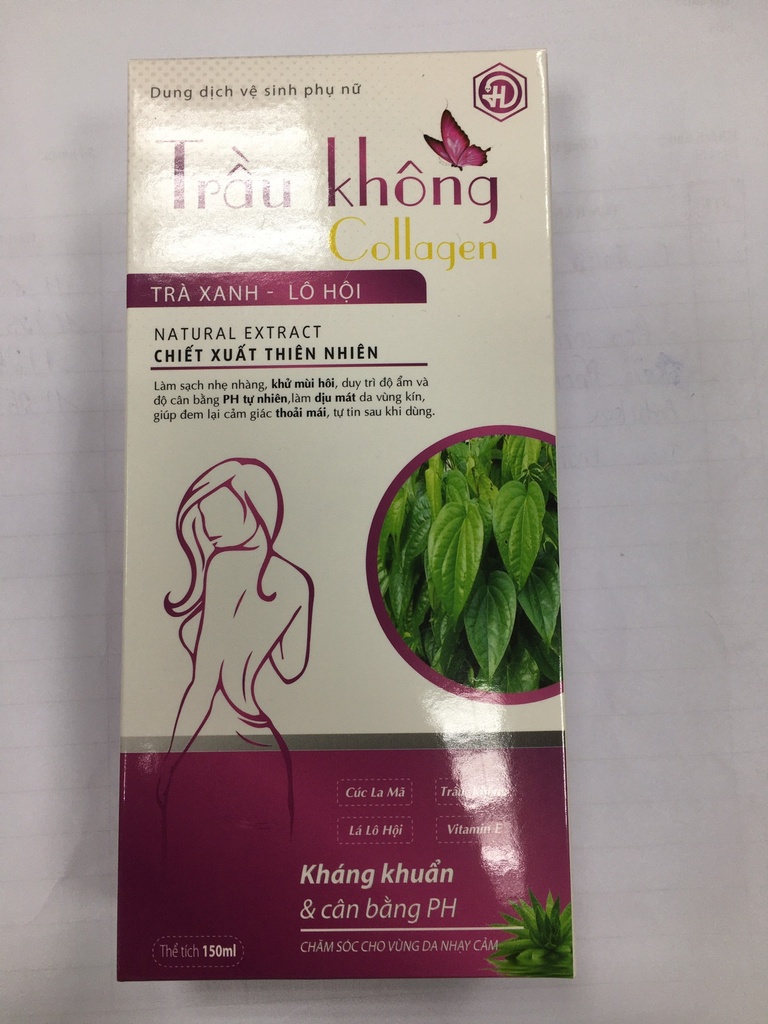 Dung dịch vệ sinh phụ nữ
Trầu không
Collagen
TRÀ XANH - LÔ HỘI
NATURAL EXTRACT
CHIẾT XUẤT THIÊN NHIÊN
Làm sạch nhẹ nhàng, khử mùi hôi, duy trì độ ẩm và
độ cân bằng PH tự nhiên,làm dịu mát da vùng kín,
giúp đem lại cảm giác thoải mái, tự tin sau khi dùng.
Cúc La Mã Trầu Không
Lá Lô Hội Vitamin E
Kháng khuẩn
& cân bằng PH
CHĂM SÓC CHO VÙNG DA NHẠY CẢM
Thể tích 150ml